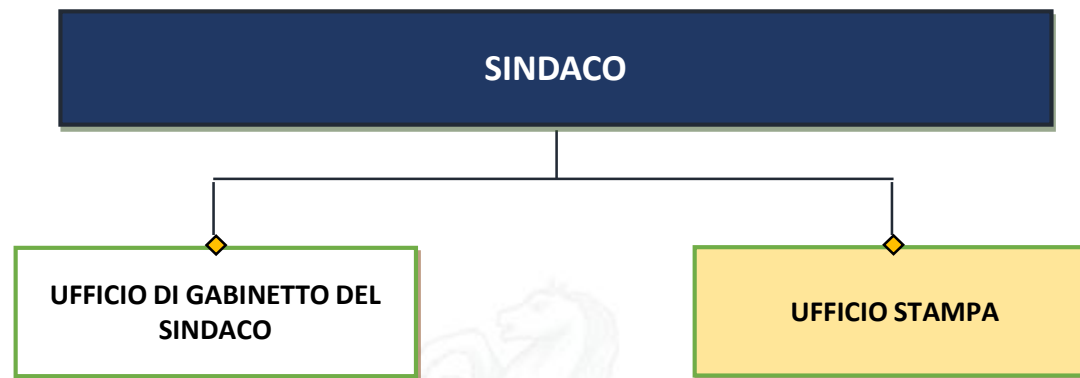 SINDACO
UFFICIO DI GABINETTO DEL
SINDACO
UFFICIO STAMPA